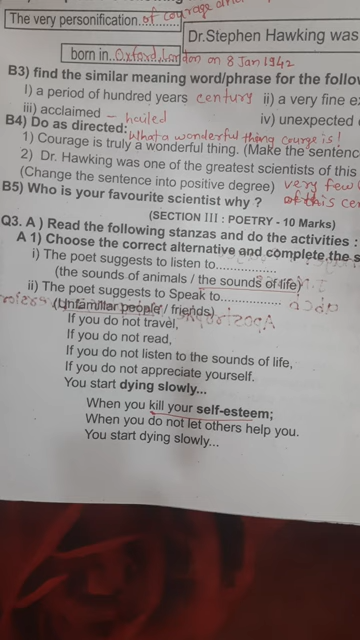 The very personification........... of courage
Dr.Stephen Hawking was
born in..Oxford London on 8 Jan 1942
B3) find the similar meaning word/phrase for the follow
I) a period of hundred years century ii) a very fine e
iii) acclaimed – hailed iv) unexpected
B4) Do as directed;
What a wonderful thing courge is!
1) Courage is truly a wonderful thing. (Make the sentenc
2) Dr. Hawking was one of the greatest scientists of this
(Change the sentence into positive degree) very few
of this cen
B5) Who is your favourite scientist why ?
(SECTION III : POETRY - 10 Marks)
Q3. A ) Read the following stanzas and do the activities :
A 1) Choose the correct alternative and complete the s
i) The poet suggests to listen to................
(the sounds of animals / the sounds of life)
ii) The poet suggests to Speak to................
(Unfamiliar people / friends)
If you do not travel,
If you do not read,
If you do not listen to the sounds of life,
If you do not appreciate yourself.
You start dying slowly...
When you kill your self-esteem;
When you do not let others help you.
You start dying slowly...